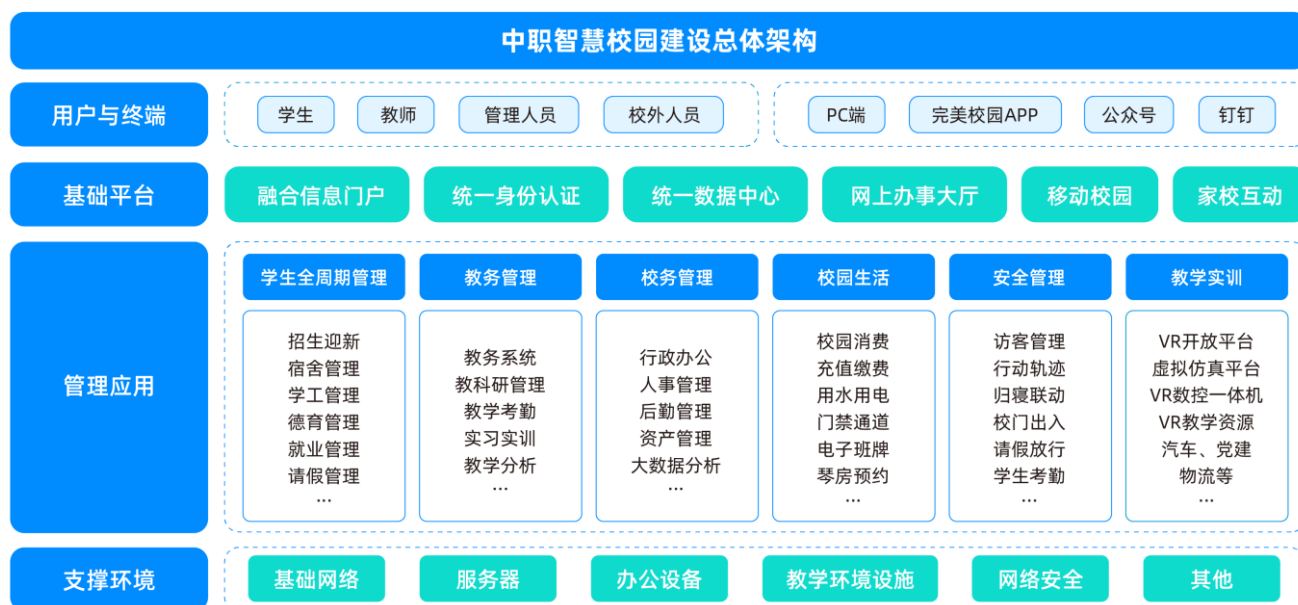 中职智慧校园建设总体架构
用户与终端
学生 教师 管理人员 校外人员 PC端 完美校园APP 公众号 钉钉
基础平台
融合信息门户 统一身份认证 统一数据中心 网上办事大厅 移动校园 家校互动
管理应用
学生全周期管理
招生迎新
宿舍管理
学工管理
德育管理
就业管理
请假管理
...
教务管理
教务系统
教科研管理
教学考勤
实习实训
教学分析
...
校务管理
行政办公
人事管理
后勤管理
资产管理
大数据分析
...
校园生活
校园消费
充值缴费
用水用电
门禁通道
电子班牌
琴房预约
...
安全管理
访客管理
行动轨迹
归寝联动
校门出入
请假放行
学生考勤
...
教学实训
VR开放平台
虚拟仿真平台
VR数控一体机
VR教学资源
汽车、党建
物流等
...
支撑环境
基础网络 服务器 办公设备 教学环境设施 网络安全 其他